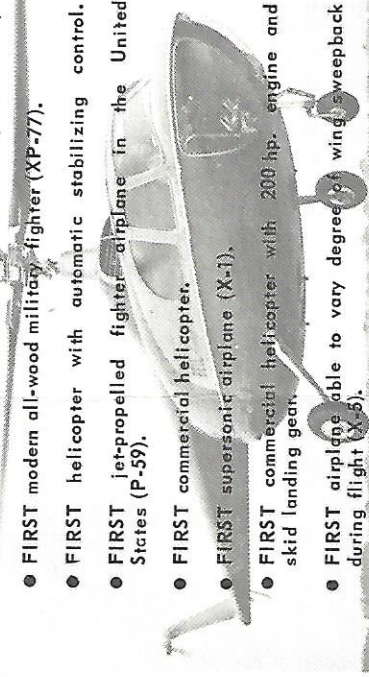 ● FIRST modern all-wood military fighter (XP-77).
● FIRST helicopter with automatic stabilizing control.
● FIRST jet-propelled fighter airplane in the United
States (P-59).
● FIRST commercial helicopter.
● FIRST supersonic airplane (X-1).
● FIRST commercial helicopter with 200 hp. engine and
skid landing gear.
● FIRST airplane able to vary degree of wing sweepback
during flight (X-5).